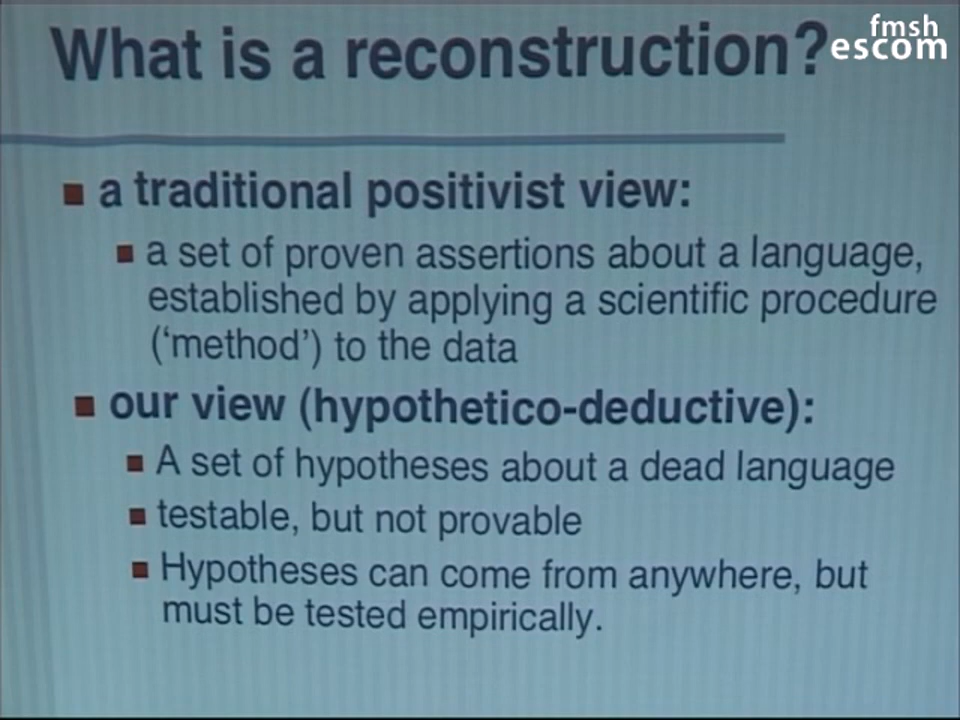 What is a reconstruction?
fmsh
escom
a traditional positivist view:
a set of proven assertions about a language,
established by applying a scientific procedure
(‘method’) to the data
our view (hypothetico-deductive):
A set of hypotheses about a dead language
testable, but not provable
Hypotheses can come from anywhere, but
must be tested empirically.